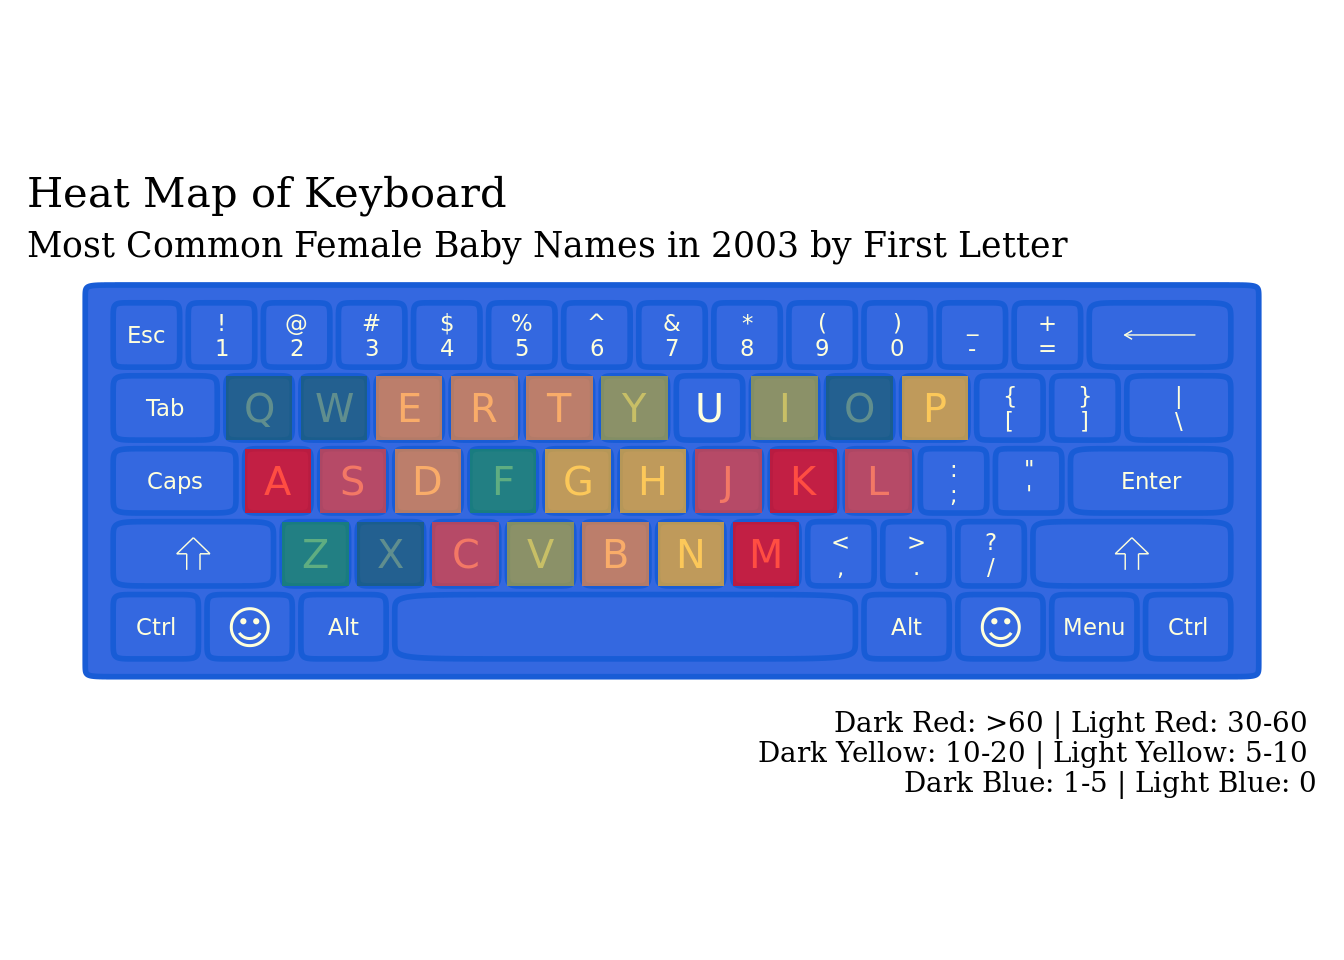 Heat Map of Keyboard
Most Common Female Baby Names in 2003 by First Letter
Esc ! @ # $ % ^ & * ( ) _ +
1 2 3 4 5 6 7 8 9 0 - =
Tab Q W E R T Y U I O P { } |
[ ] \
Caps A S D F G H J K L : " Enter
; '
Z X C V B N M < > ?
, . /
Ctrl Alt Alt Menu Ctrl
Dark Red: >60 | Light Red: 30-60
Dark Yellow: 10-20 | Light Yellow: 5-10
Dark Blue: 1-5 | Light Blue: 0